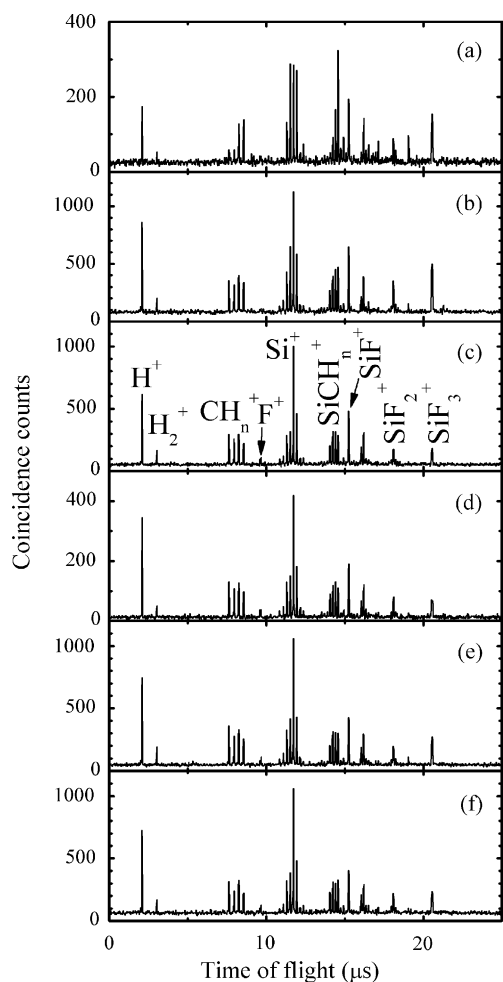 400
(a)
200
0
1000
(b)
500
0
1000
(c)
H⁺
H₂⁺
CHₙ⁺
F⁺
Si⁺
SiCHₙ⁺
SiF⁺
SiF₂⁺
SiF₃⁺
500
0
400
(d)
200
0
1000
(e)
500
0
1000
(f)
500
0
0
10
20
Coincidence counts
Time of flight (μs)